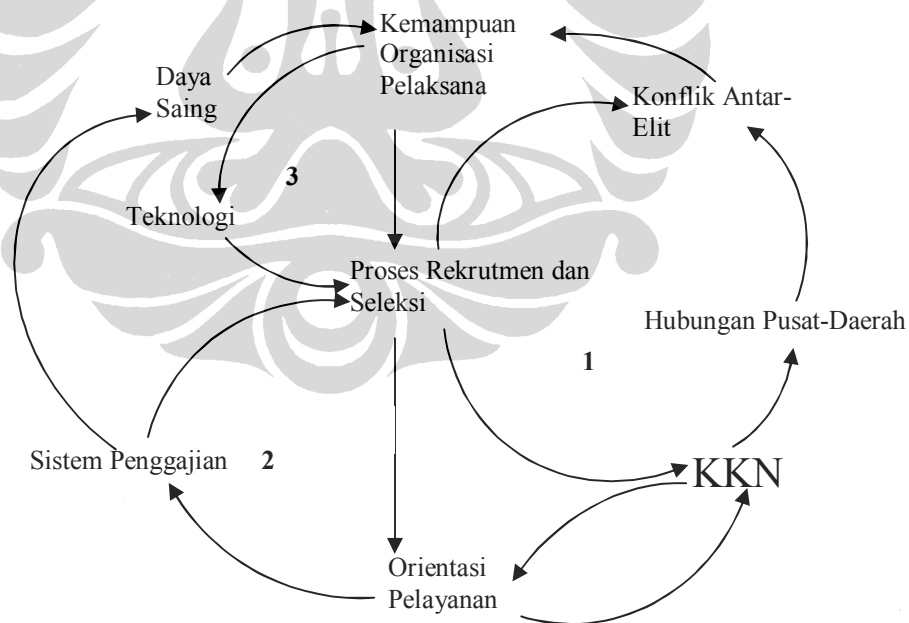 Kemampuan
Organisasi
Pelaksana
Daya
Saing
Konflik Antar-
Elit
3
Teknologi
Proses Rekrutmen dan
Seleksi
Hubungan Pusat-Daerah
1
Sistem Penggajian
2
KKN
Orientasi
Pelayanan